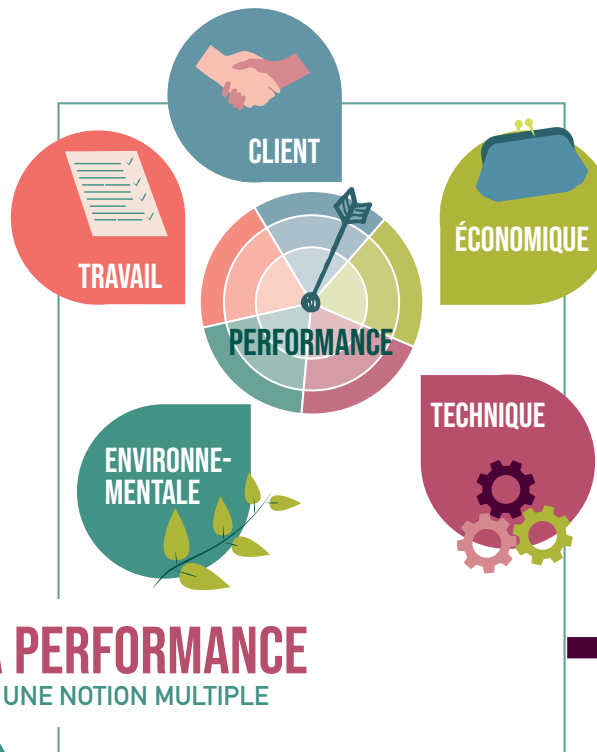 CLIENT
ÉCONOMIQUE
TRAVAIL
PERFORMANCE
TECHNIQUE
ENVIRONNE-
MENTALE
A PERFORMANCE
UNE NOTION MULTIPLE